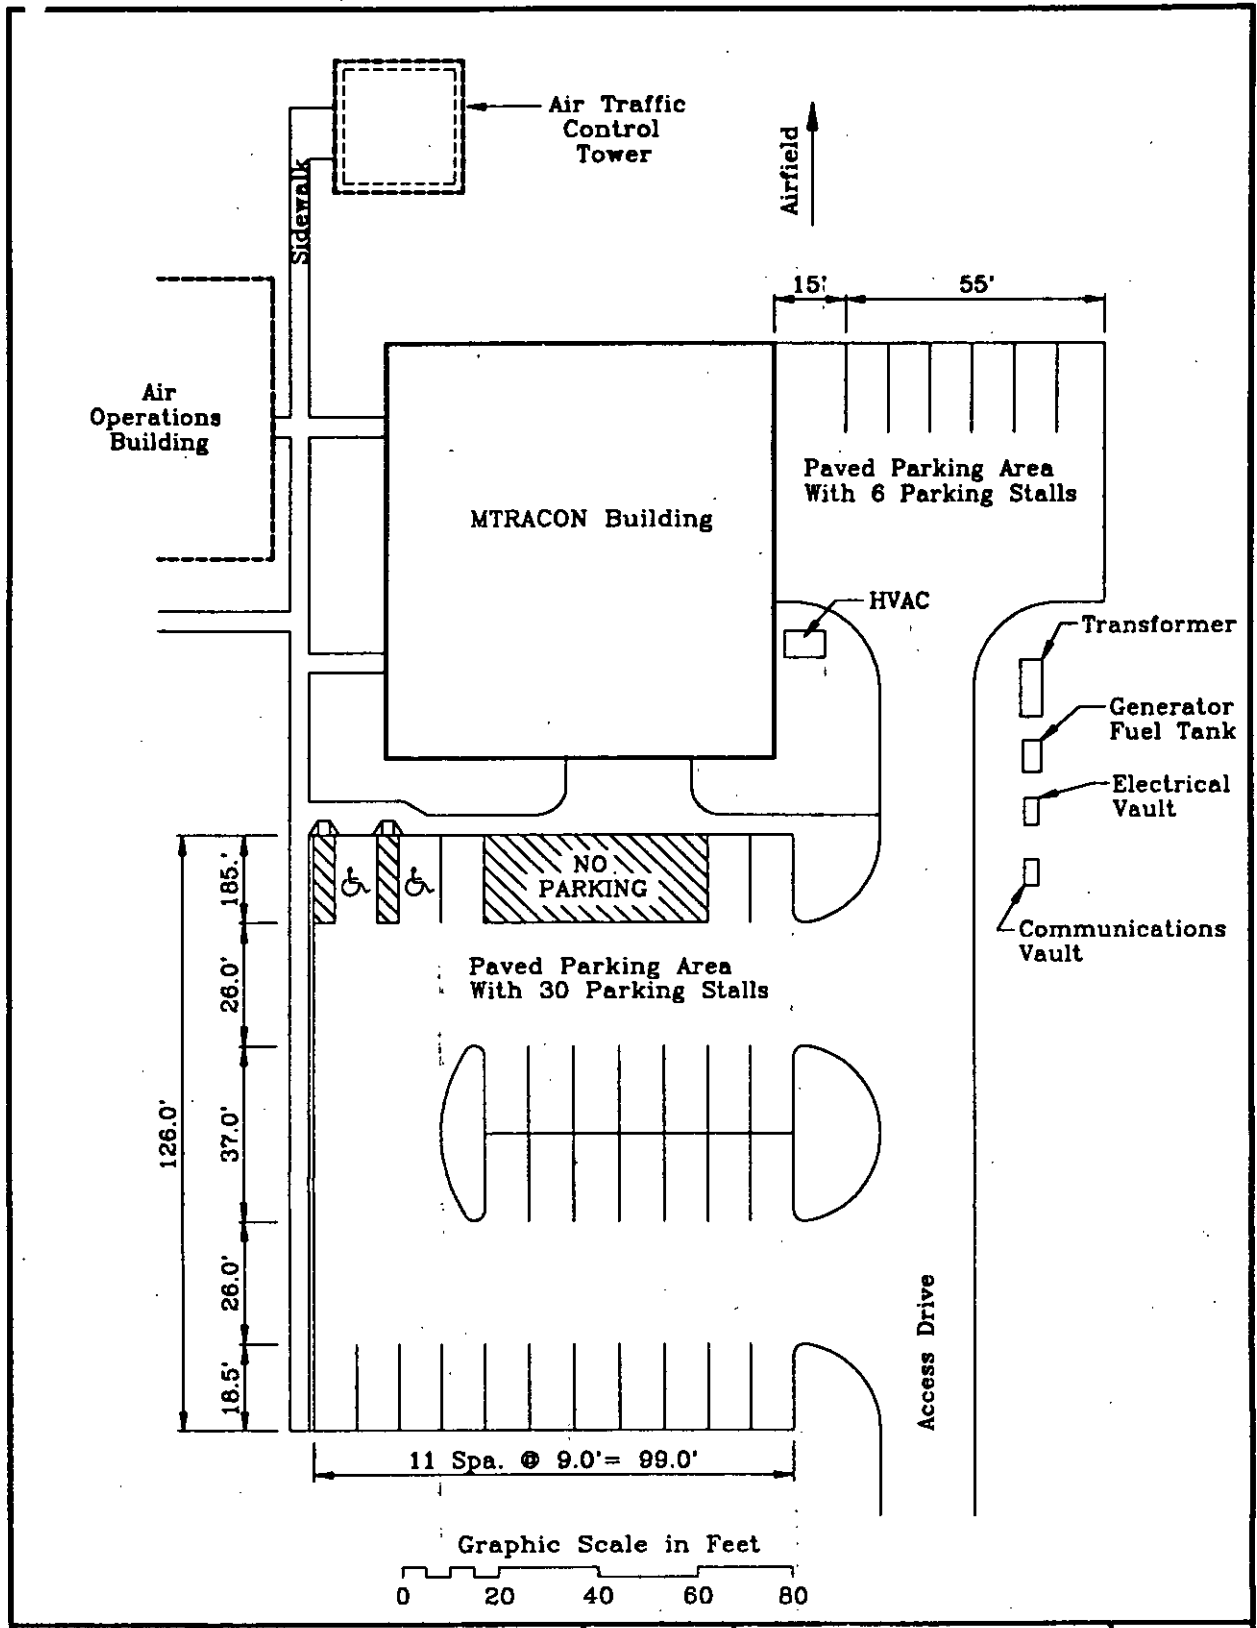 Air Traffic
Control
Tower
Airfield
Sidewalk
15'
55'
Air
Operations
Building
Paved Parking Area
With 6 Parking Stalls
MTRACON Building
HVAC
Transformer
Generator
Fuel Tank
Electrical
Vault
Communications
Vault
185.'
NO
PARKING
26.0'
Paved Parking Area
With 30 Parking Stalls
126.0'
37.0'
26.0'
18.5'
Access Drive
11 Spa. @ 9.0'= 99.0'
Graphic Scale in Feet
0 20 40 60 80